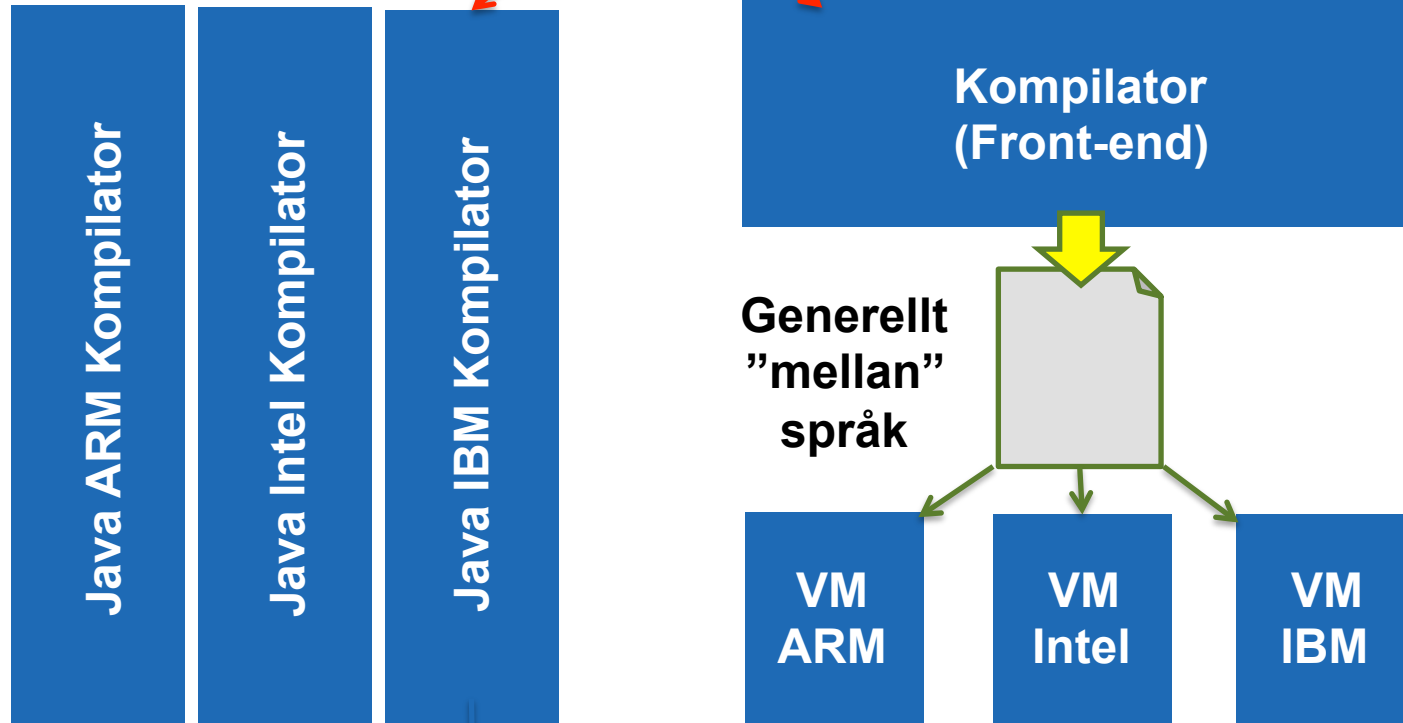 Java ARM Kompilator
Java Intel Kompilator
Java IBM Kompilator
Kompilator
(Front-end)
Generellt
”mellan”
språk
VM
ARM
VM
Intel
VM
IBM